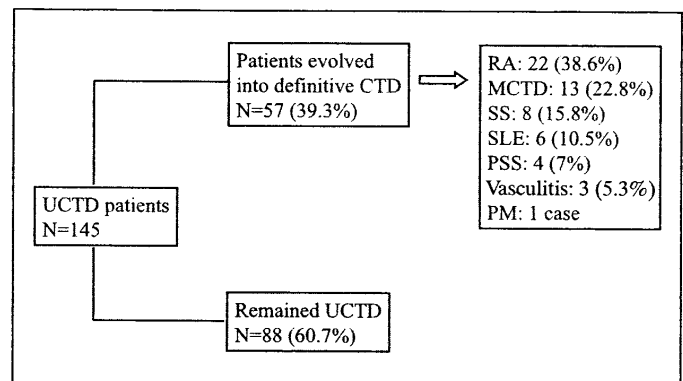 Patients evolved
into definitive CTD
N=57 (39.3%)
RA: 22 (38.6%)
MCTD: 13 (22.8%)
SS: 8 (15.8%)
SLE: 6 (10.5%)
PSS: 4 (7%)
Vasculitis: 3 (5.3%)
PM: 1 case
UCTD patients
N=145
Remained UCTD
N=88 (60.7%)